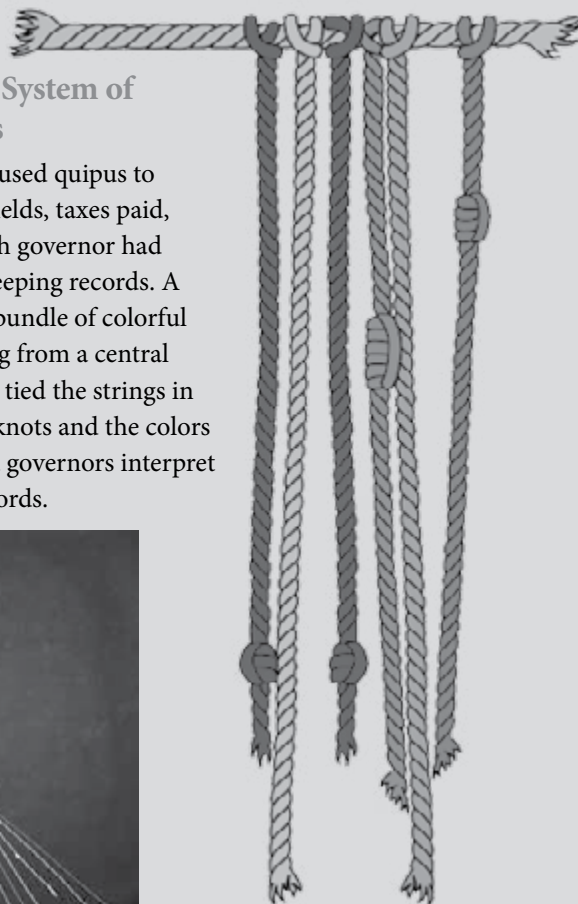 System of
s
used quipus to
ields, taxes paid,
h governor had
eeping records. A
bundle of colorful
g from a central
tied the strings in
knots and the colors
governors interpret
ords.